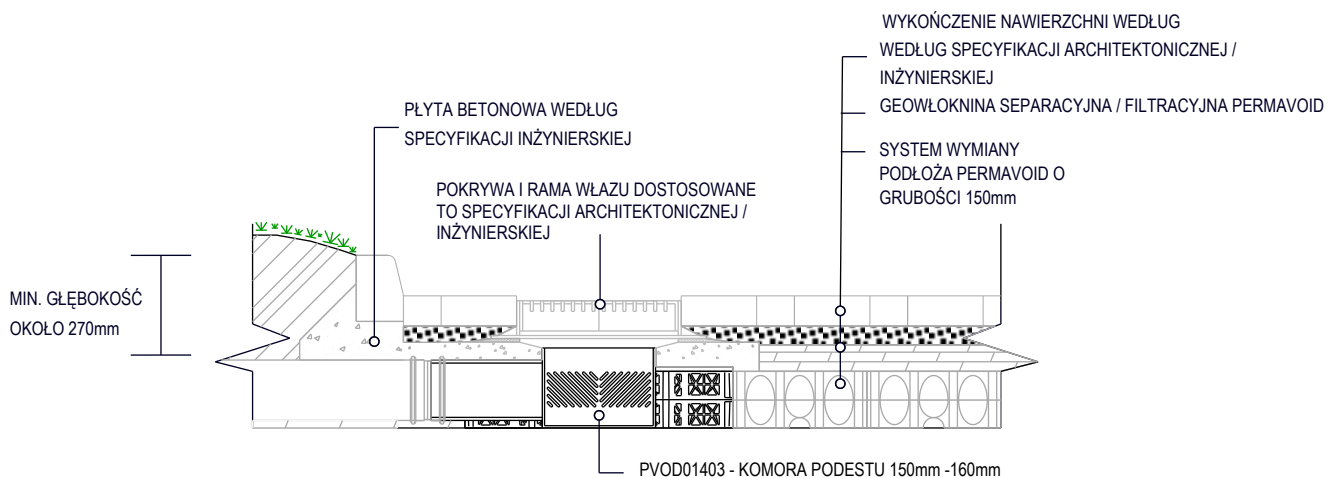 WYKOŃCZENIE NAWIERZCHNI WEDŁUG
WEDŁUG SPECYFIKACJI ARCHITEKTONICZNEJ /
INŻYNIERSKIEJ
GEOWŁOKNINA SEPARACYJNA / FILTRACYJNA PERMAVOID
SYSTEM WYMIANY
PODŁOŻA PERMAVOID O
GRUBOŚCI 150mm
PŁYTA BETONOWA WEDŁUG
SPECYFIKACJI INŻYNIERSKIEJ
POKRYWA I RAMA WŁAZU DOSTOSOWANE
TO SPECYFIKACJI ARCHITEKTONICZNEJ /
INŻYNIERSKIEJ
MIN. GŁĘBOKOŚĆ
OKOŁO 270mm
PVOD01403 - KOMORA PODESTU 150mm -160mm